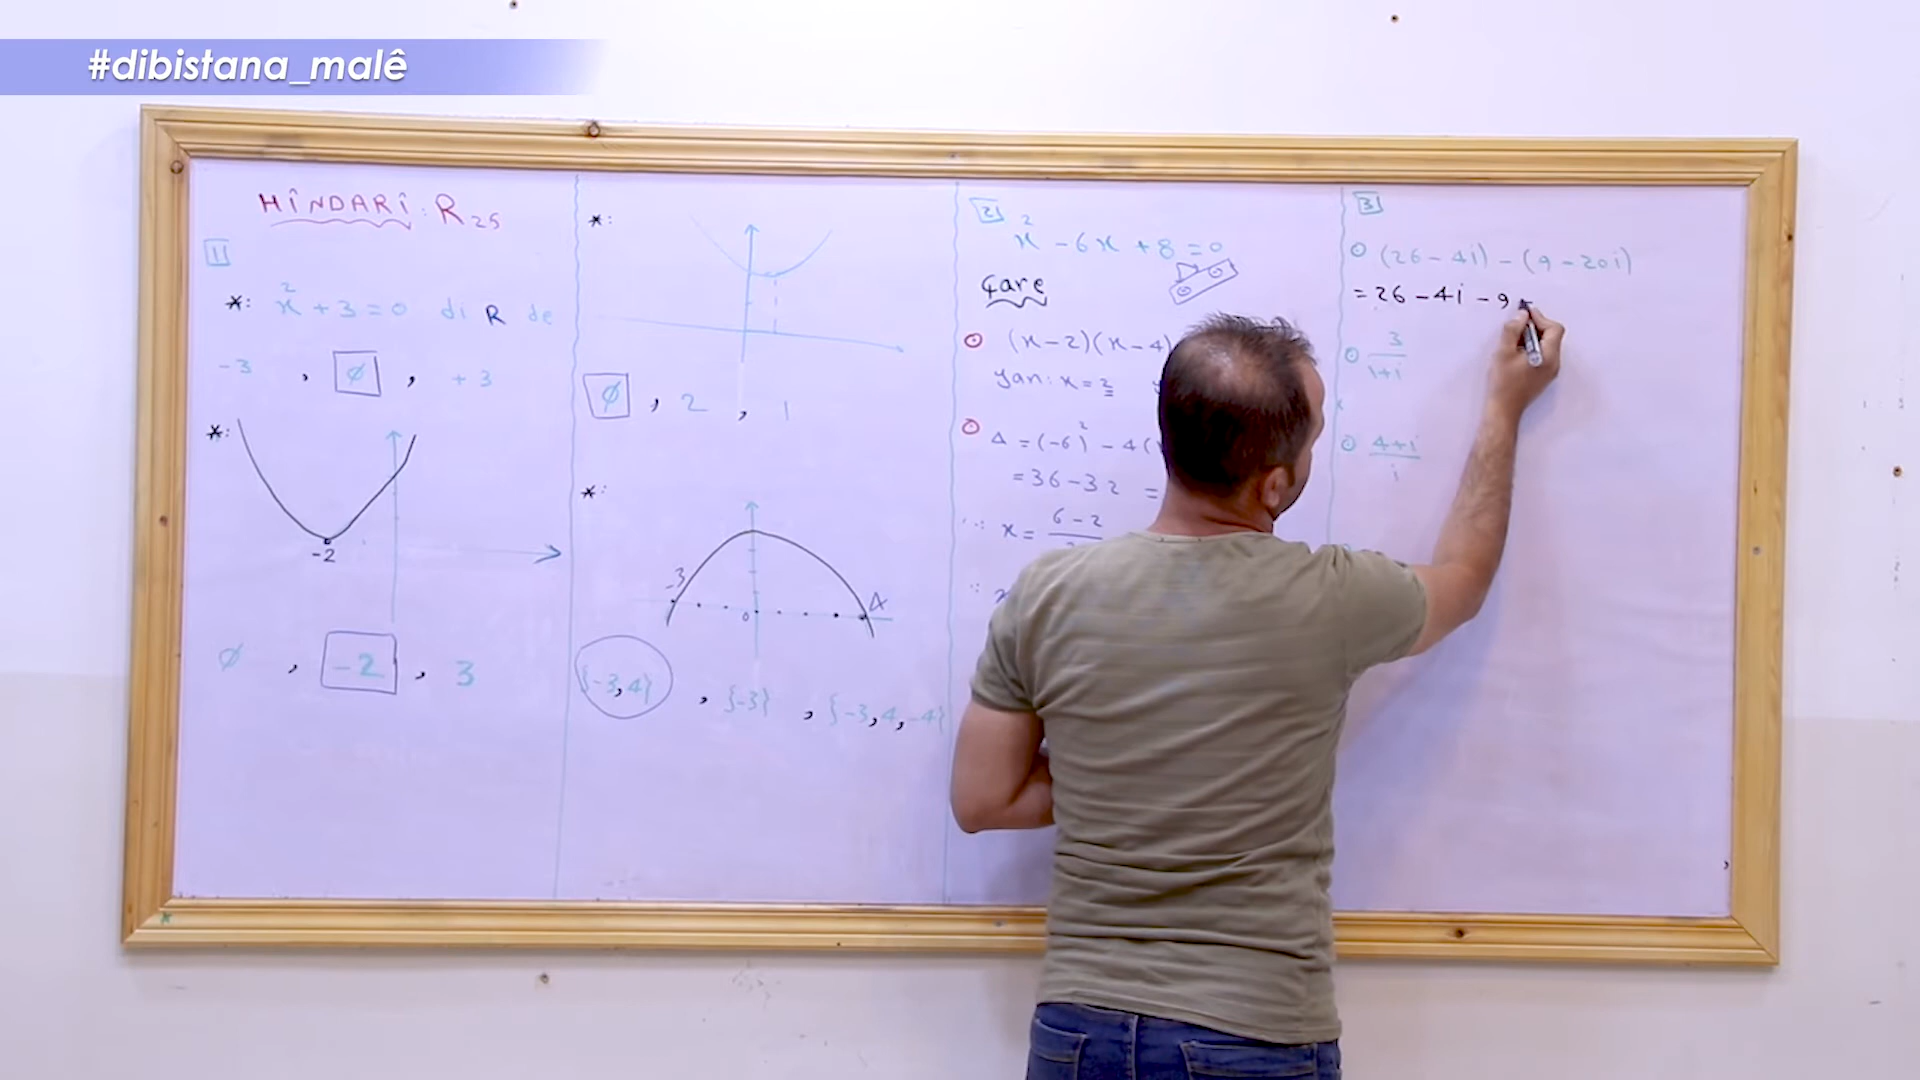 #dibistana_malê
HÎNDARÎ : R25
1
*: x² + 3 = 0 di R de
-3 , ∅ , +3
*:
-2
∅ , -2 , 3
*:
∅ , 2 , 1
*:
-3 0 4
{-3,4} , {-3} , {-3,4,-4}
2
x² - 6x + 8 = 0
Çare
(x-2)(x-4)
yan: x = 2
Δ = (-6)² - 4(
= 36 - 32 =
∴ x = 6 - 2
3
(26 - 4i) - (9 - 20i)
= 26 - 4i - 9
3/(1+i)
(4+i)/i